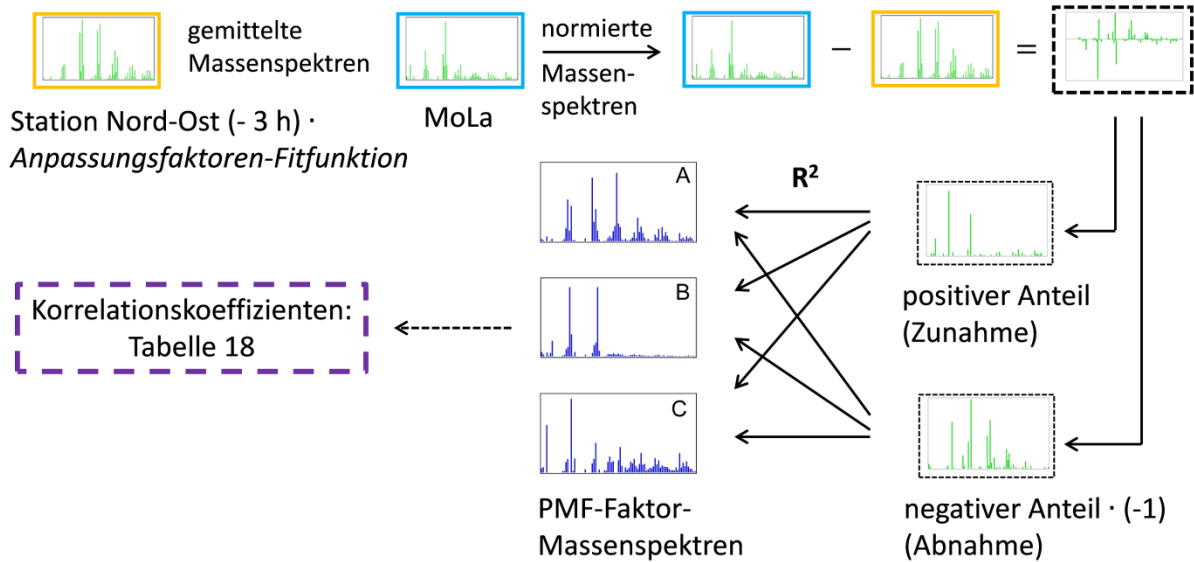 gemittelte
Massenspektren
normierte
Massen-
spektren
−
=
Station Nord-Ost (- 3 h) ·
Anpassungsfaktoren-Fitfunktion
MoLa
A
R²
B
C
positiver Anteil
(Zunahme)
Korrelationskoeffizienten:
Tabelle 18
PMF-Faktor-
Massenspektren
negativer Anteil · (-1)
(Abnahme)